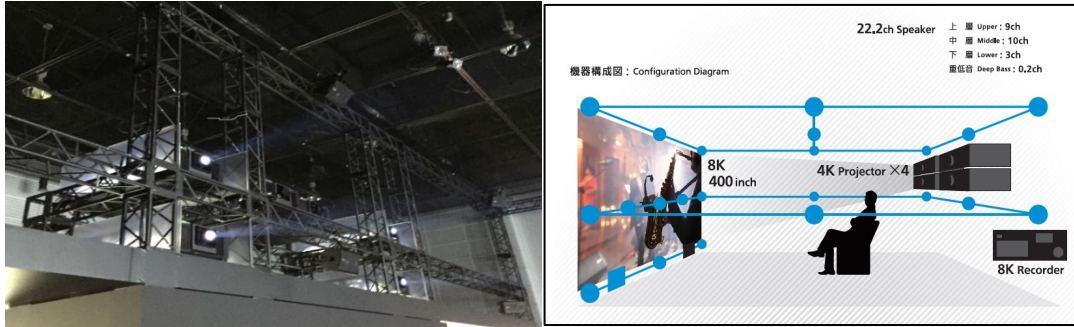 22.2ch Speaker
上 層 Upper : 9ch
中 層 Middle : 10ch
下 層 Lower : 3ch
重低音 Deep Bass : 0.2ch
機器構成図 : Configuration Diagram
8K
400 inch
4K Projector ×4
8K Recorder